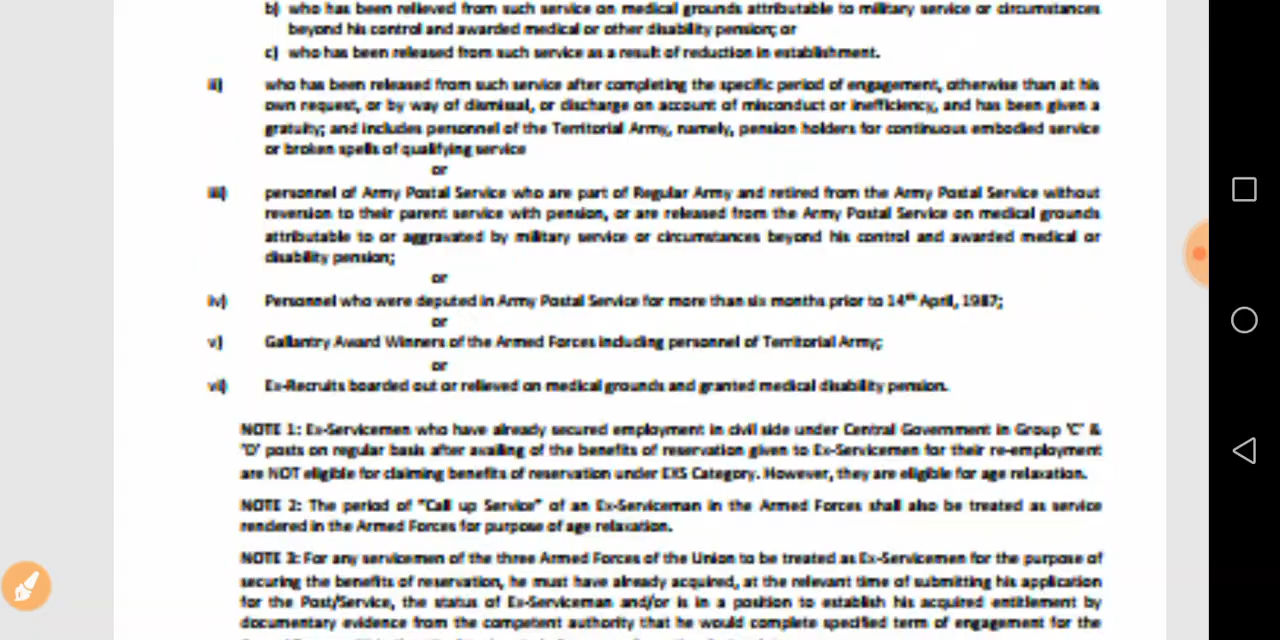 b) who has been relieved from such service on medical grounds attributable to military service or circumstances
beyond his control and awarded medical or other disability pension; or
c) who has been released from such service as a result of reduction in establishment.
ii) who has been released from such service after completing the specific period of engagement, otherwise than at his
own request, or by way of dismissal, or discharge on account of misconduct or inefficiency, and has been given a
gratuity; and includes personnel of the Territorial Army, namely, pension holders for continuous embodied service
or broken spells of qualifying service
or
iii) personnel of Army Postal Service who are part of Regular Army and retired from the Army Postal Service without
reversion to their parent service with pension, or are released from the Army Postal Service on medical grounds
attributable to or aggravated by military service or circumstances beyond his control and awarded medical or
disability pension;
or
iv) Personnel who were deputed in Army Postal Service for more than six months prior to 14th April, 1987;
or
v) Gallantry Award Winners of the Armed Forces including personnel of Territorial Army;
or
vi) Ex-Recruits boarded out or relieved on medical grounds and granted medical disability pension.
NOTE 1: Ex-Servicemen who have already secured employment in civil side under Central Government in Group 'C' &
'D' posts on regular basis after availing of the benefits of reservation given to Ex-Servicemen for their re-employment
are NOT eligible for claiming benefits of reservation under EXS Category. However, they are eligible for age relaxation.
NOTE 2: The period of "Call up Service" of an Ex-Serviceman in the Armed Forces shall also be treated as service
rendered in the Armed Forces for purpose of age relaxation.
NOTE 3: For any servicemen of the three Armed Forces of the Union to be treated as Ex-Servicemen for the purpose of
securing the benefits of reservation, he must have already acquired, at the relevant time of submitting his application
for the Post/Service, the status of Ex-Serviceman and/or is in a position to establish his acquired entitlement by
documentary evidence from the competent authority that he would complete specified term of engagement for the